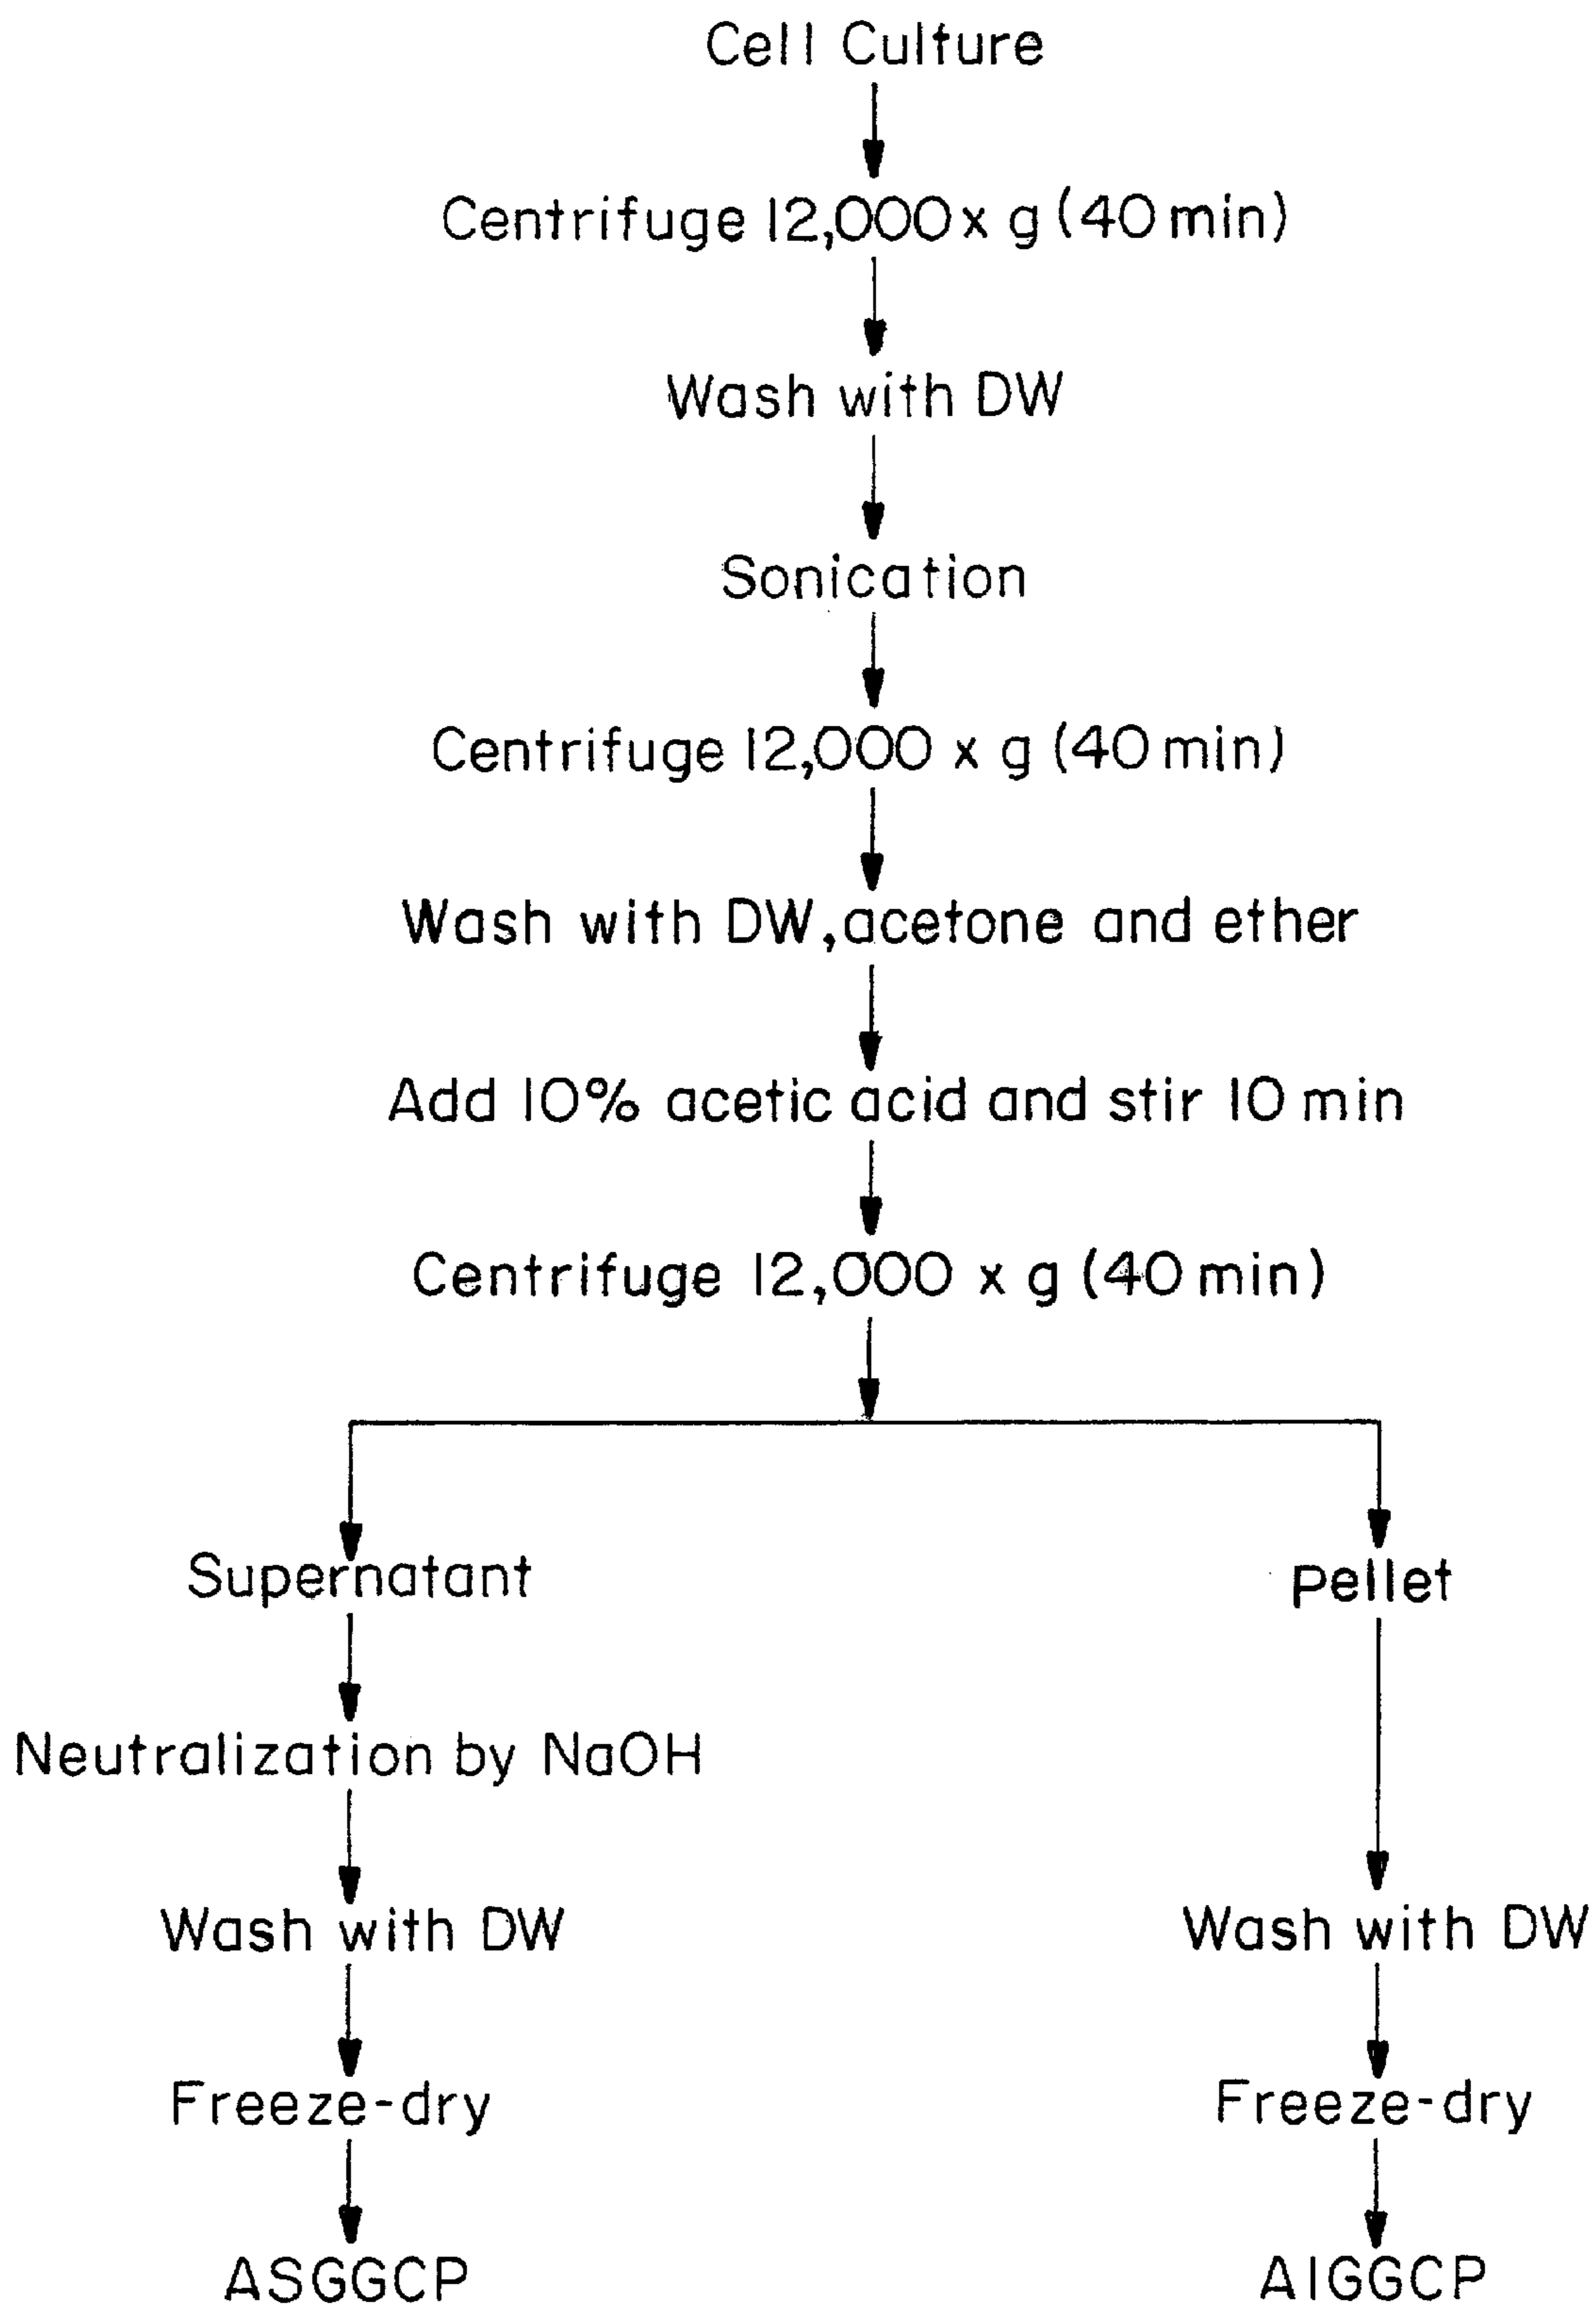 Cell Culture
Centrifuge 12,000 x g (40 min)
Wash with DW
Sonication
Centrifuge 12,000 x g (40 min)
Wash with DW, acetone and ether
Add 10% acetic acid and stir 10 min
Centrifuge 12,000 x g (40 min)
Supernatant
pellet
Neutralization by NaOH
Wash with DW
Wash with DW
Freeze-dry
Freeze-dry
ASGGCP
AIGGCP